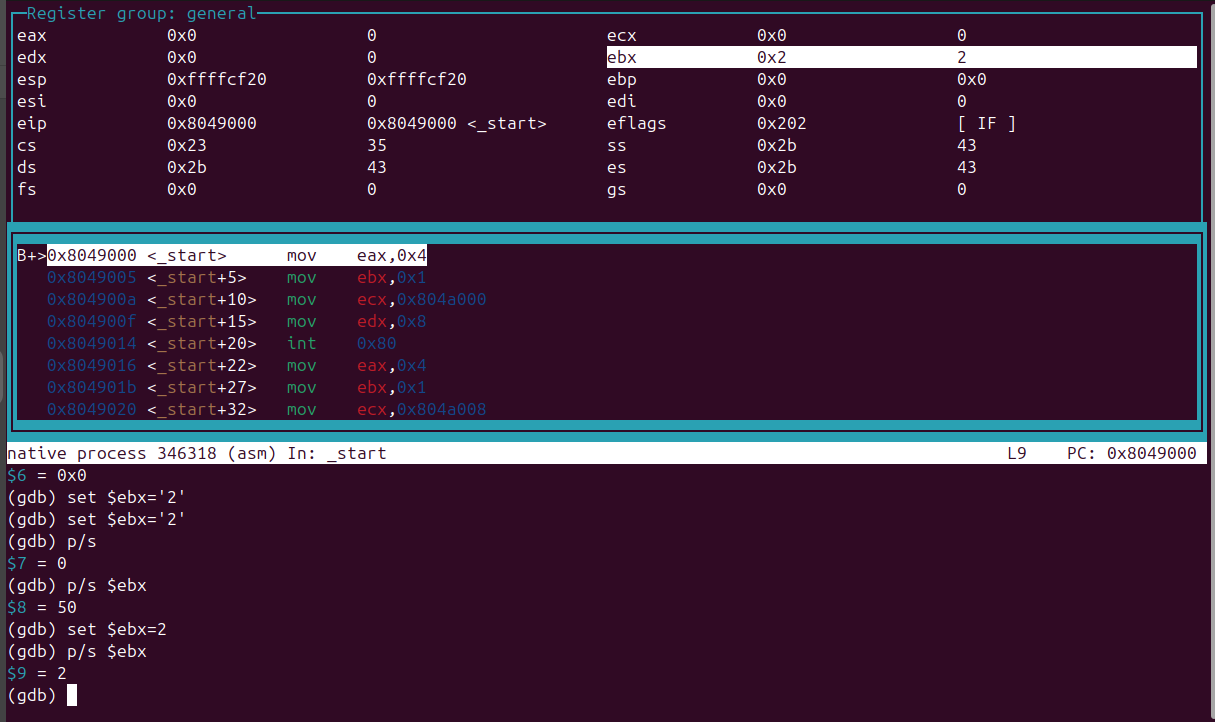 Register group: general
eax 0x0 0 ecx 0x0 0
edx 0x0 0 ebx 0x2 2
esp 0xffffcf20 0xffffcf20 ebp 0x0 0x0
esi 0x0 0 edi 0x0 0
eip 0x8049000 0x8049000 <_start> eflags 0x202 [ IF ]
cs 0x23 35 ss 0x2b 43
ds 0x2b 43 es 0x2b 43
fs 0x0 0 gs 0x0 0
B+>0x8049000 <_start> mov eax,0x4
0x8049005 <_start+5> mov ebx,0x1
0x804900a <_start+10> mov ecx,0x804a000
0x804900f <_start+15> mov edx,0x8
0x8049014 <_start+20> int 0x80
0x8049016 <_start+22> mov eax,0x4
0x804901b <_start+27> mov ebx,0x1
0x8049020 <_start+32> mov ecx,0x804a008
native process 346318 (asm) In: _start L9 PC: 0x8049000
$6 = 0x0
(gdb) set $ebx='2'
(gdb) set $ebx='2'
(gdb) p/s
$7 = 0
(gdb) p/s $ebx
$8 = 50
(gdb) set $ebx=2
(gdb) p/s $ebx
$9 = 2
(gdb)